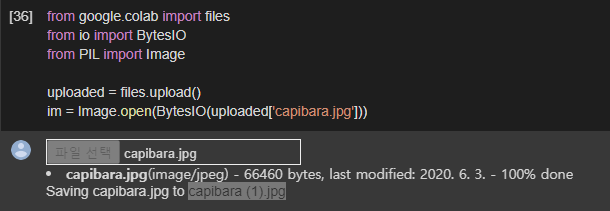 [36] from google.colab import files
from io import BytesIO
from PIL import Image
uploaded = files.upload()
im = Image.open(BytesIO(uploaded['capibara.jpg']))
파일 선택 capibara.jpg
• capibara.jpg(image/jpeg) - 66460 bytes, last modified: 2020. 6. 3. - 100% done
Saving capibara.jpg to capibara (1).jpg